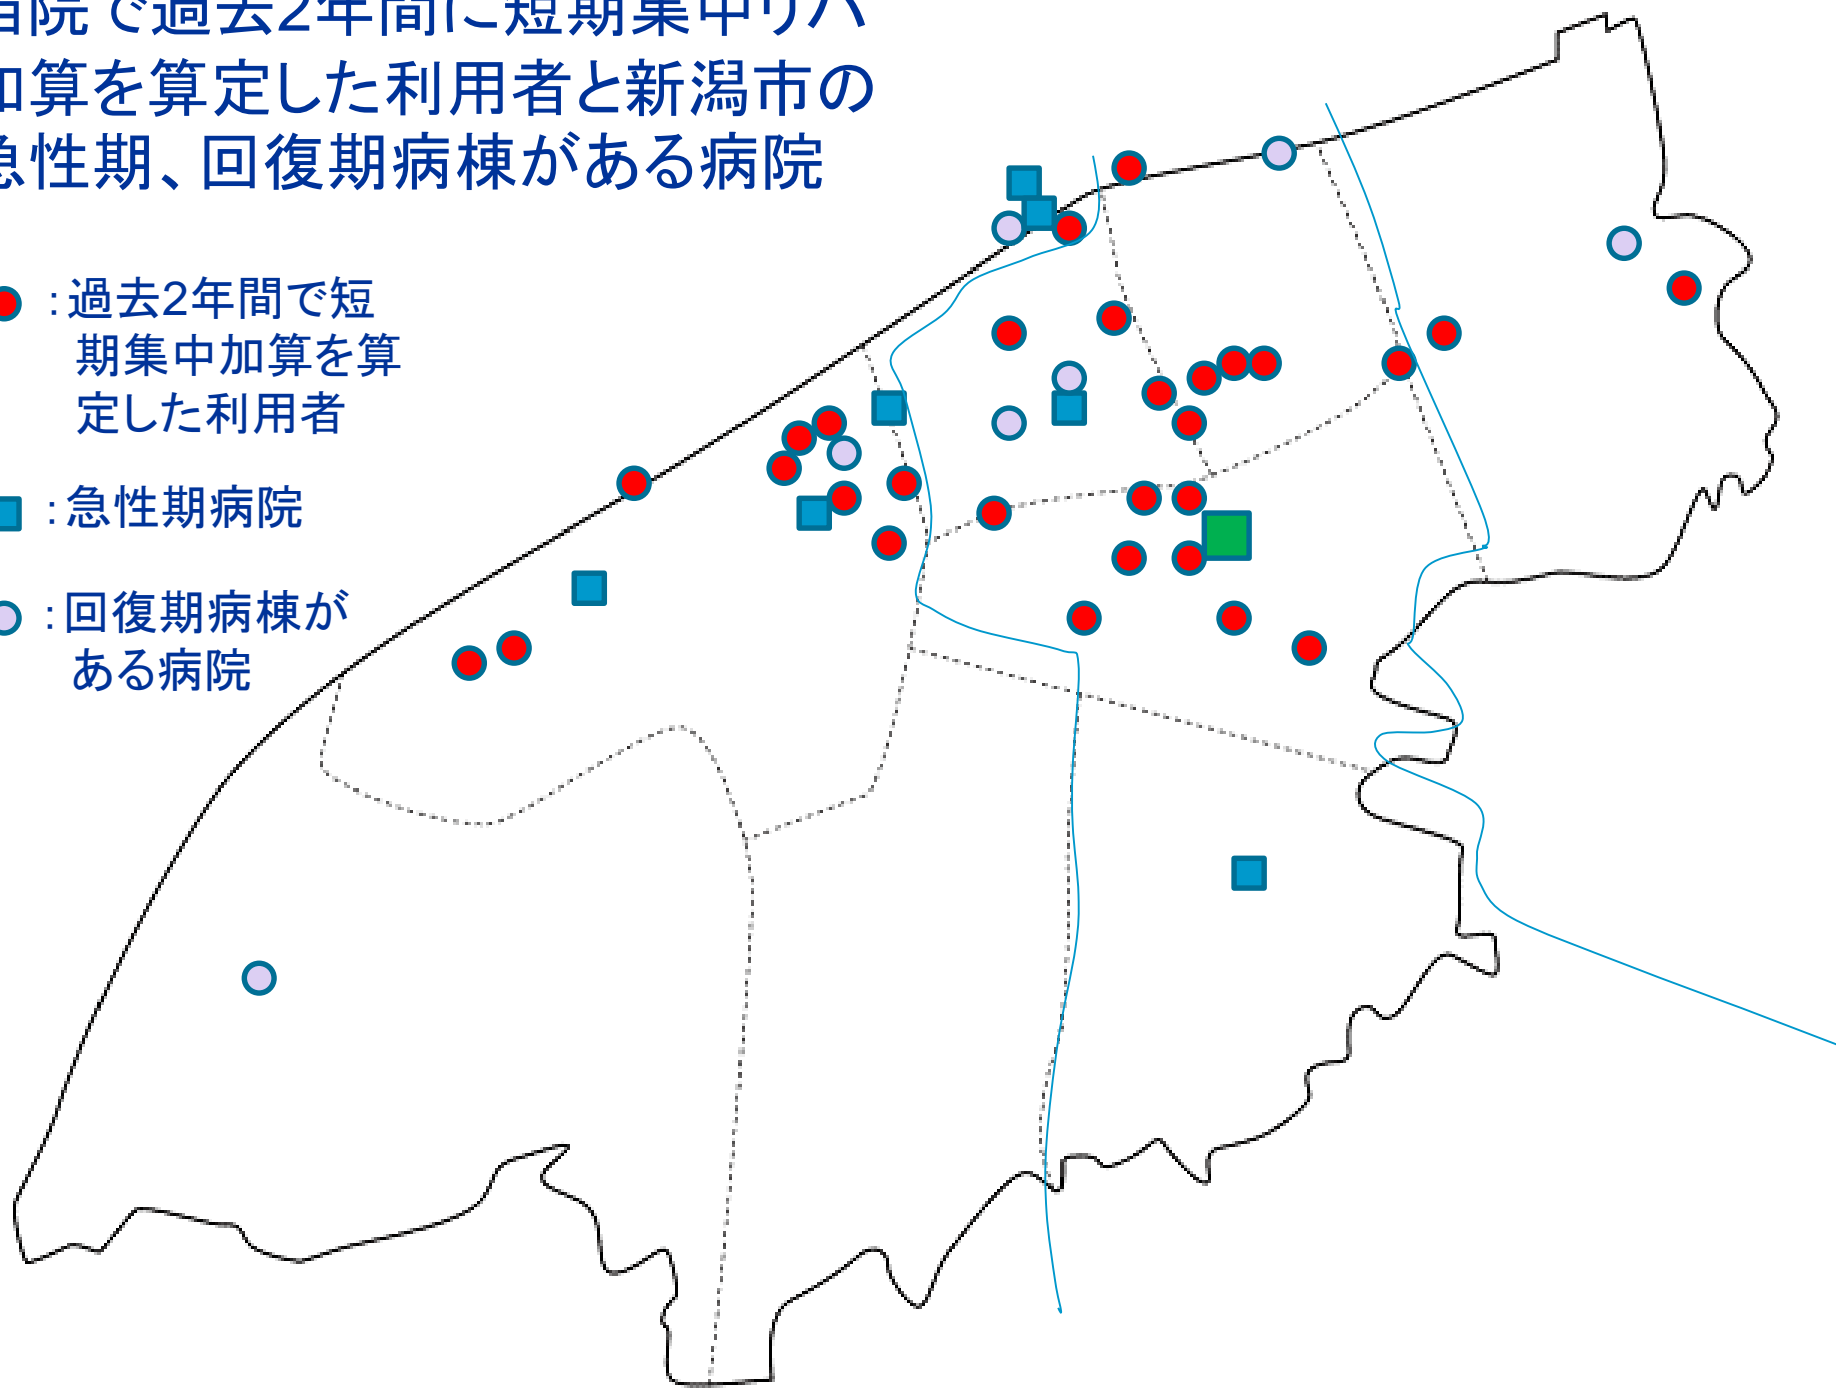 当院で過去2年間に短期集中リハ
加算を算定した利用者と新潟市の
急性期、回復期病棟がある病院
：過去2年間で短
期集中加算を算
定した利用者
：急性期病院
：回復期病棟が
ある病院